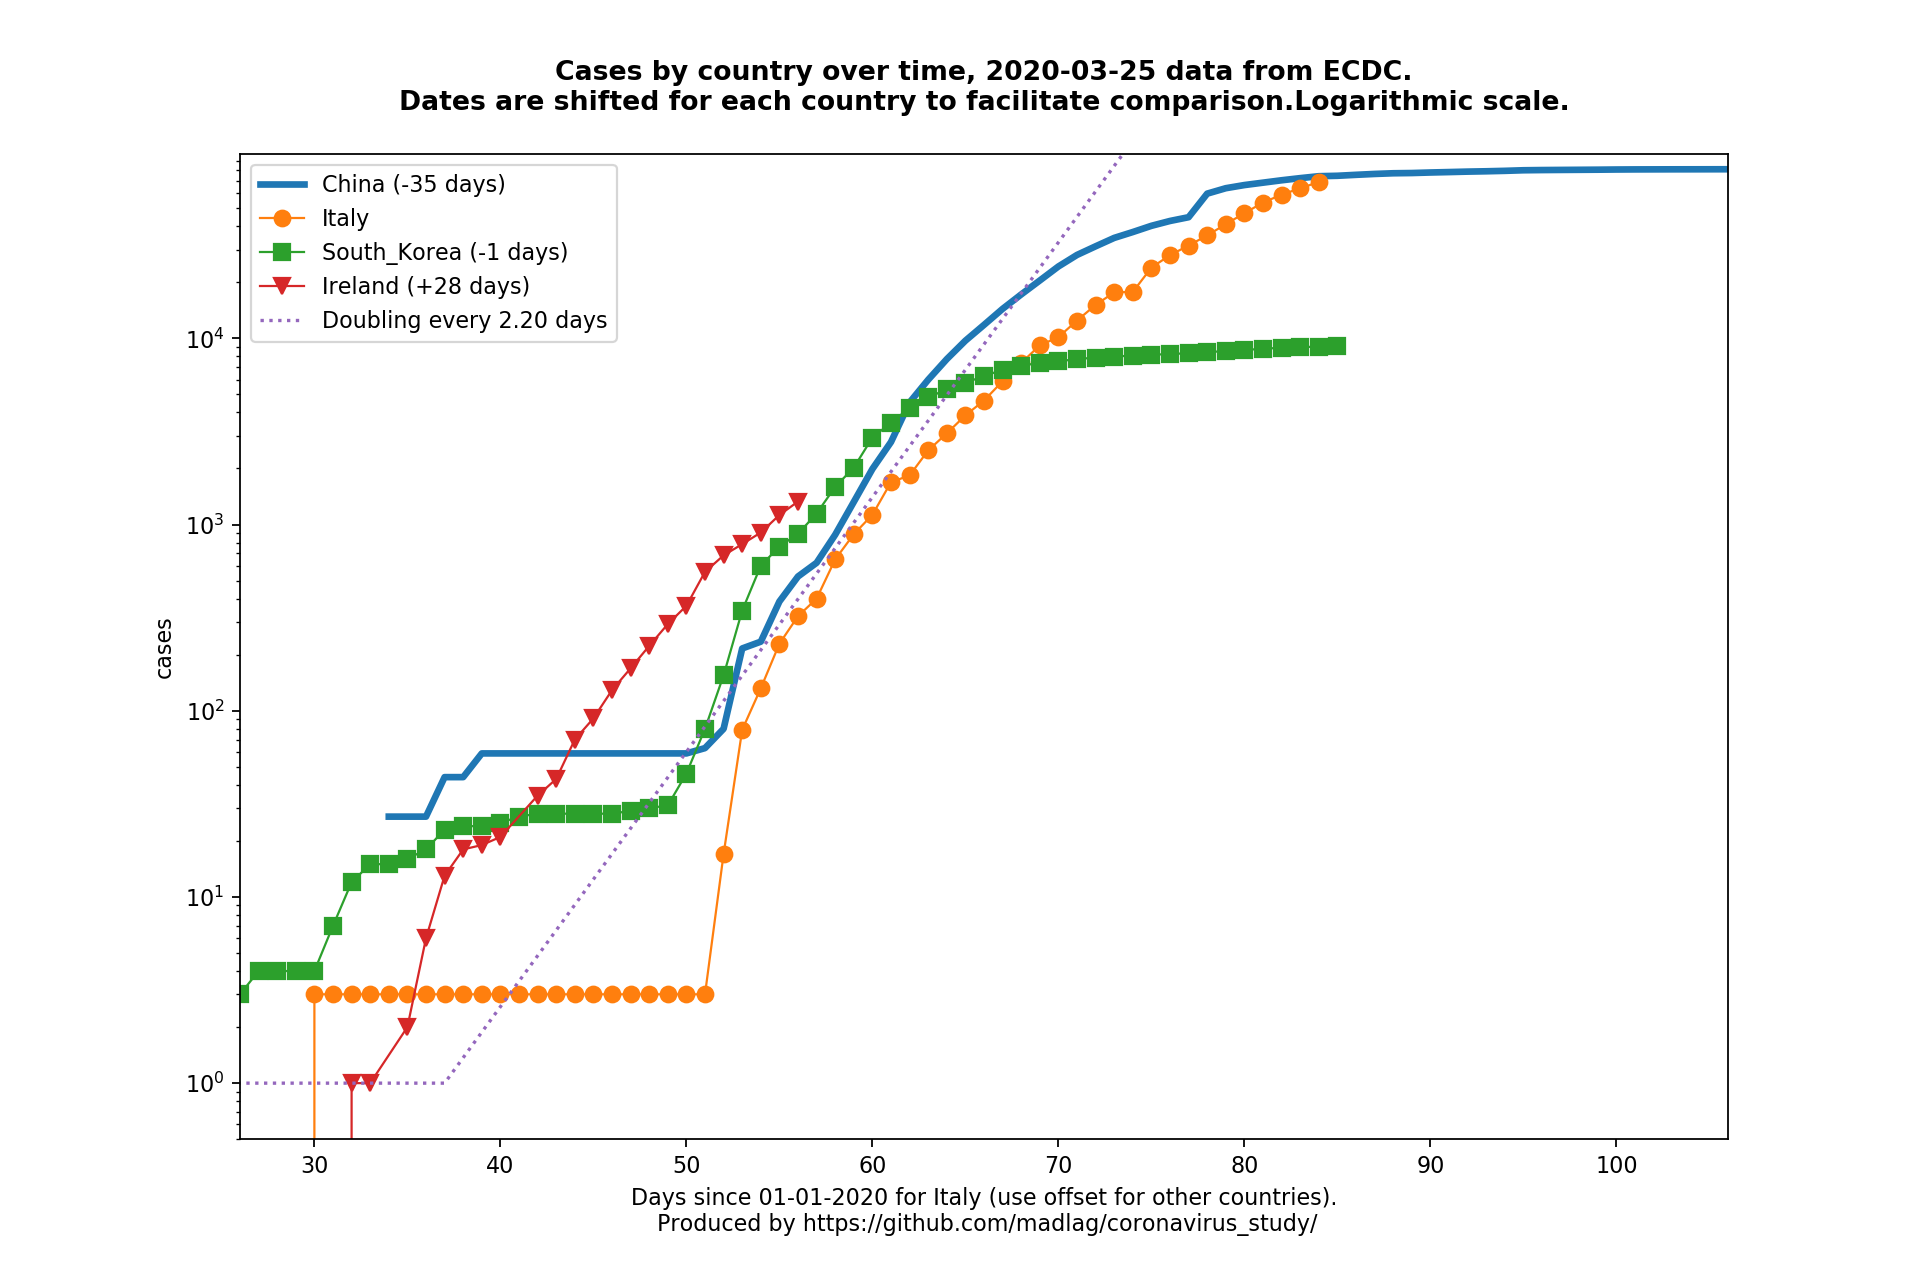 Cases by country over time, 2020-03-25 data from ECDC.
Dates are shifted for each country to facilitate comparison.Logarithmic scale.
China (-35 days)
Italy
South_Korea (-1 days)
Ireland (+28 days)
Doubling every 2.20 days
cases
10⁴
10³
10²
10¹
10⁰
30 40 50 60 70 80 90 100
Days since 01-01-2020 for Italy (use offset for other countries).
Produced by https://github.com/madlag/coronavirus_study/